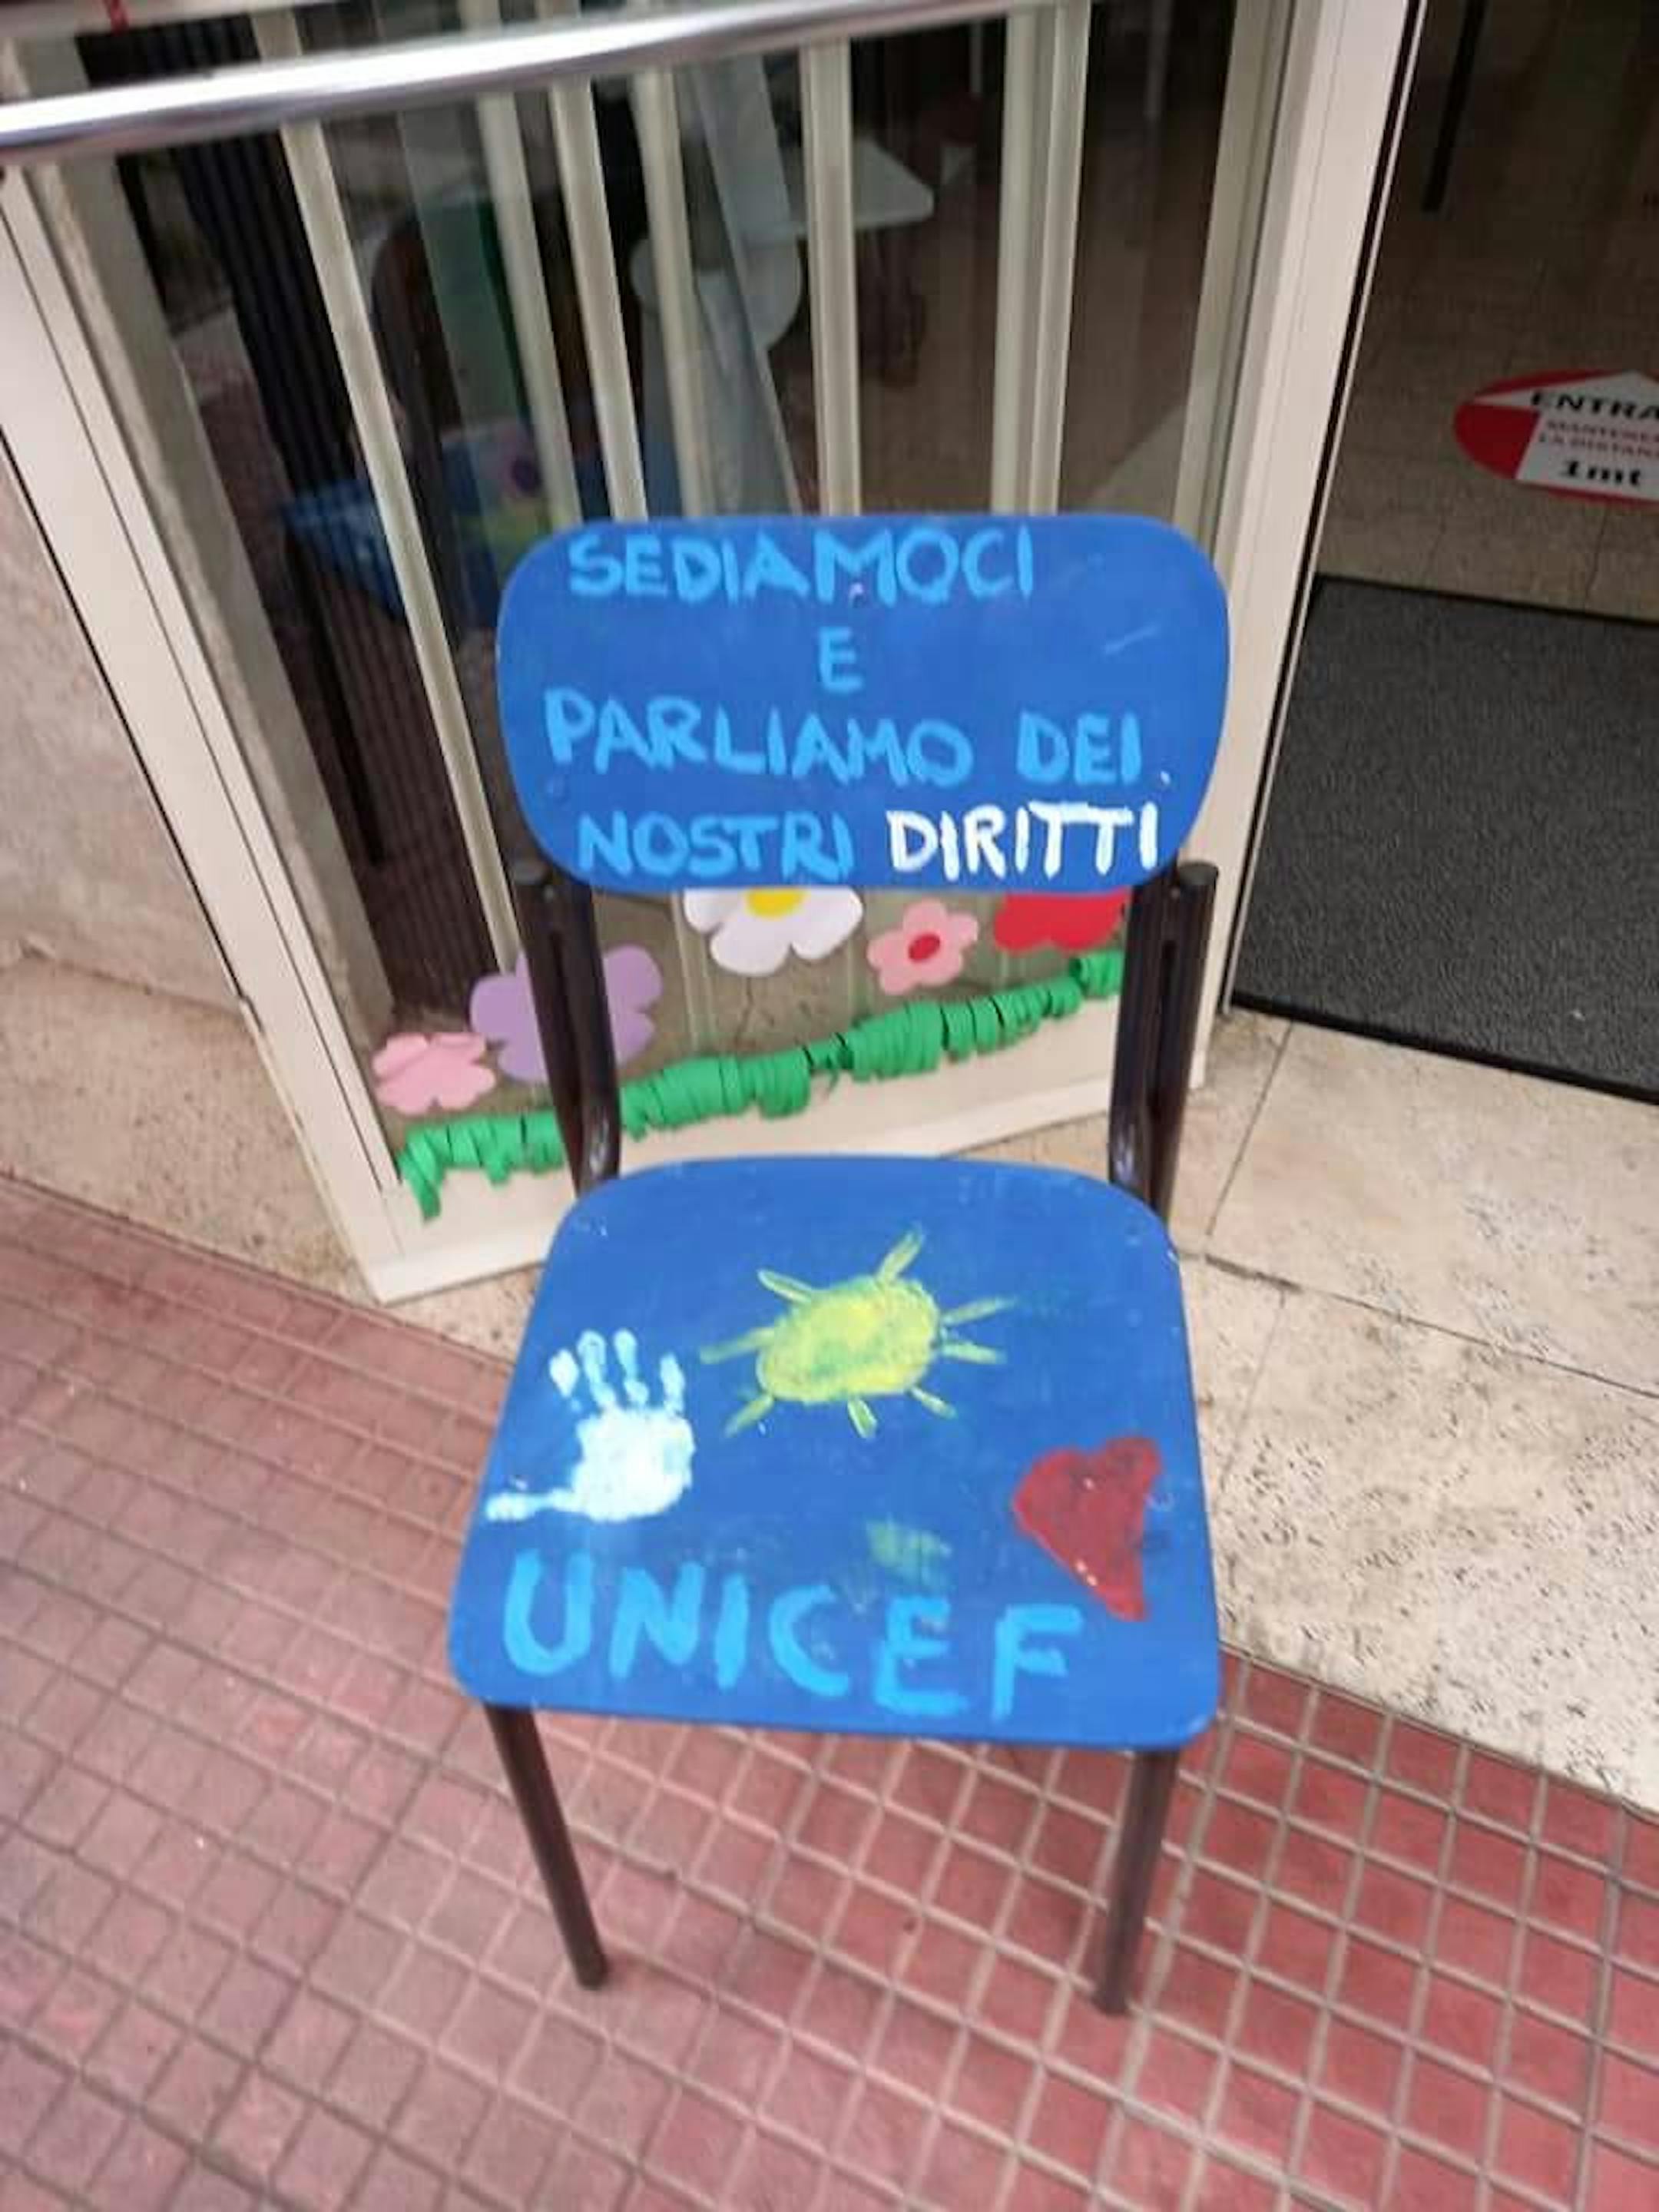 SEDIAMOCI
E
PARLIAMO DEI
NOSTRI DIRITTI
UNICEF
ENTRA
1mt